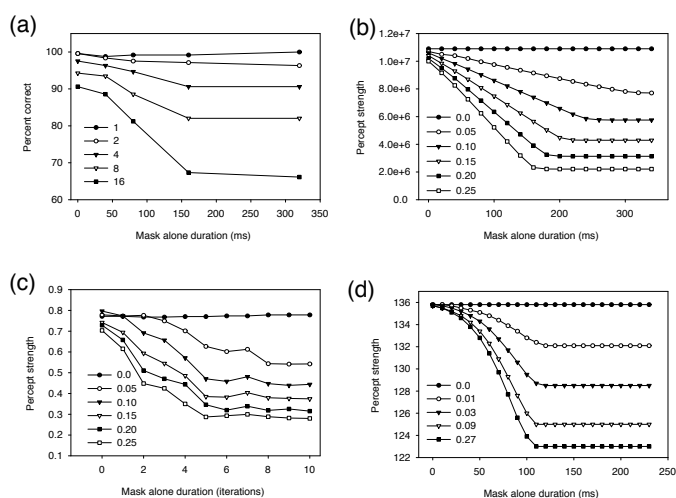 (a)
100
90
80
70
60
Percent correct
1
2
4
8
16
0 50 100 150 200 250 300 350
Mask alone duration (ms)
(b)
1.2e+7
1.0e+7
8.0e+6
6.0e+6
4.0e+6
2.0e+6
0.0
Percept strength
0.0
0.05
0.10
0.15
0.20
0.25
0 100 200 300
Mask alone duration (ms)
(c)
0.9
0.8
0.7
0.6
0.5
0.4
0.3
0.2
0.1
Percept strength
0.0
0.05
0.10
0.15
0.20
0.25
0 2 4 6 8 10
Mask alone duration (iterations)
(d)
136
134
132
130
128
126
124
122
Percept strength
0.0
0.01
0.03
0.09
0.27
0 50 100 150 200 250
Mask alone duration (ms)